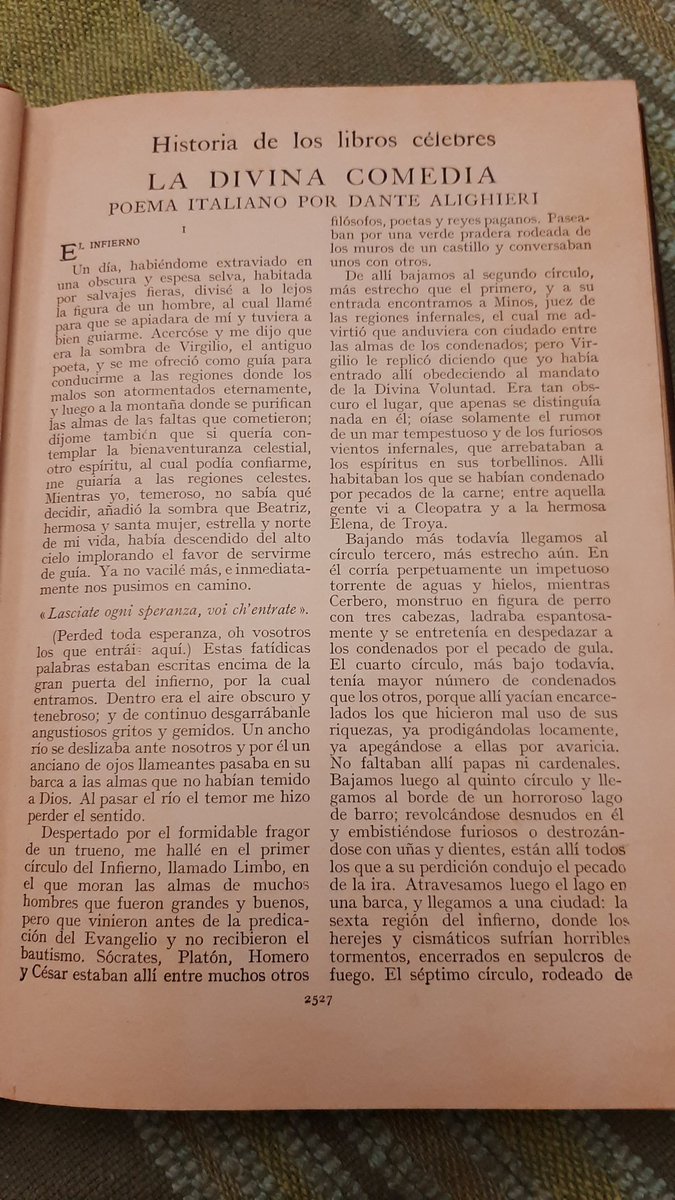 Historia de los libros célebres
LA DIVINA COMEDIA
POEMA ITALIANO POR DANTE ALIGHIERI
I
EL INFIERNO
Un día, habiéndome extraviado en
una obscura y espesa selva, habitada
por salvajes fieras, divisé a lo lejos
la figura de un hombre, al cual llamé
para que se apiadara de mí y tuviera a
bien guiarme. Acercóse y me dijo que
era la sombra de Virgilio, el antiguo
poeta, y se me ofreció como guía para
conducirme a las regiones donde los
malos son atormentados eternamente,
y luego a la montaña donde se purifican
las almas de las faltas que cometieron;
díjome también que si quería con-
templar la bienaventuranza celestial,
otro espíritu, al cual podía confiarme,
me guiaría a las regiones celestes.
Mientras yo, temeroso, no sabía qué
decidir, añadió la sombra que Beatriz,
hermosa y santa mujer, estrella y norte
de mi vida, había descendido del alto
cielo implorando el favor de servirme
de guía. Ya no vacilé más, e inmediata-
mente nos pusimos en camino.
«Lasciate ogni speranza, voi ch'entrate».
(Perded toda esperanza, oh vosotros
los que entráis aquí.) Estas fatídicas
palabras estaban escritas encima de la
gran puerta del infierno, por la cual
entramos. Dentro era el aire obscuro y
tenebroso; y de continuo desgarrábanle
angustiosos gritos y gemidos. Un ancho
río se deslizaba ante nosotros y por él un
anciano de ojos llameantes pasaba en su
barca a las almas que no habían temido
a Dios. Al pasar el río el temor me hizo
perder el sentido.
Despertado por el formidable fragor
de un trueno, me hallé en el primer
círculo del Infierno, llamado Limbo, en
el que moran las almas de muchos
hombres que fueron grandes y buenos,
pero que vinieron antes de la predica-
ción del Evangelio y no recibieron el
bautismo. Sócrates, Platón, Homero
y César estaban allí entre muchos otros
filósofos, poetas y reyes paganos. Pasea-
ban por una verde pradera rodeada de
los muros de un castillo y conversaban
unos con otros.
De allí bajamos al segundo círculo,
más estrecho que el primero, y a su
entrada encontramos a Minos, juez de
las regiones infernales, el cual me ad-
virtió que anduviera con ciudado entre
las almas de los condenados; pero Vir-
gilio le replicó diciendo que yo había
entrado allí obedeciendo al mandato
de la Divina Voluntad. Era tan obs-
curo el lugar, que apenas se distinguía
nada en él; oíase solamente el rumor
de un mar tempestuoso y de los furiosos
vientos infernales, que arrebataban a
los espíritus en sus torbellinos. Allí
habitaban los que se habían condenado
por pecados de la carne; entre aquella
gente vi a Cleopatra y a la hermosa
Elena, de Troya.
Bajando más todavía llegamos al
círculo tercero, más estrecho aún. En
él corría perpetuamente un impetuoso
torrente de aguas y hielos, mientras
Cerbero, monstruo en figura de perro
con tres cabezas, ladraba espantosa-
mente y se entretenía en despedazar a
los condenados por el pecado de gula.
El cuarto círculo, más bajo todavía,
tenía mayor número de condenados
que los otros, porque allí yacían encarce-
lados los que hicieron mal uso de sus
riquezas, ya prodigándolas locamente,
ya apegándose a ellas por avaricia.
No faltaban allí papas ni cardenales.
Bajamos luego al quinto círculo y lle-
gamos al borde de un horroroso lago
de barro; revolcándose desnudos en él
y embistiéndose furiosos o destrozán-
dose con uñas y dientes, están allí todos
los que a su perdición condujo el pecado
de la ira. Atravesamos luego el lago en
una barca, y llegamos a una ciudad: la
sexta región del infierno, donde los
herejes y cismáticos sufrían horribles
tormentos, encerrados en sepulcros de
fuego. El séptimo círculo, rodeado de
2527